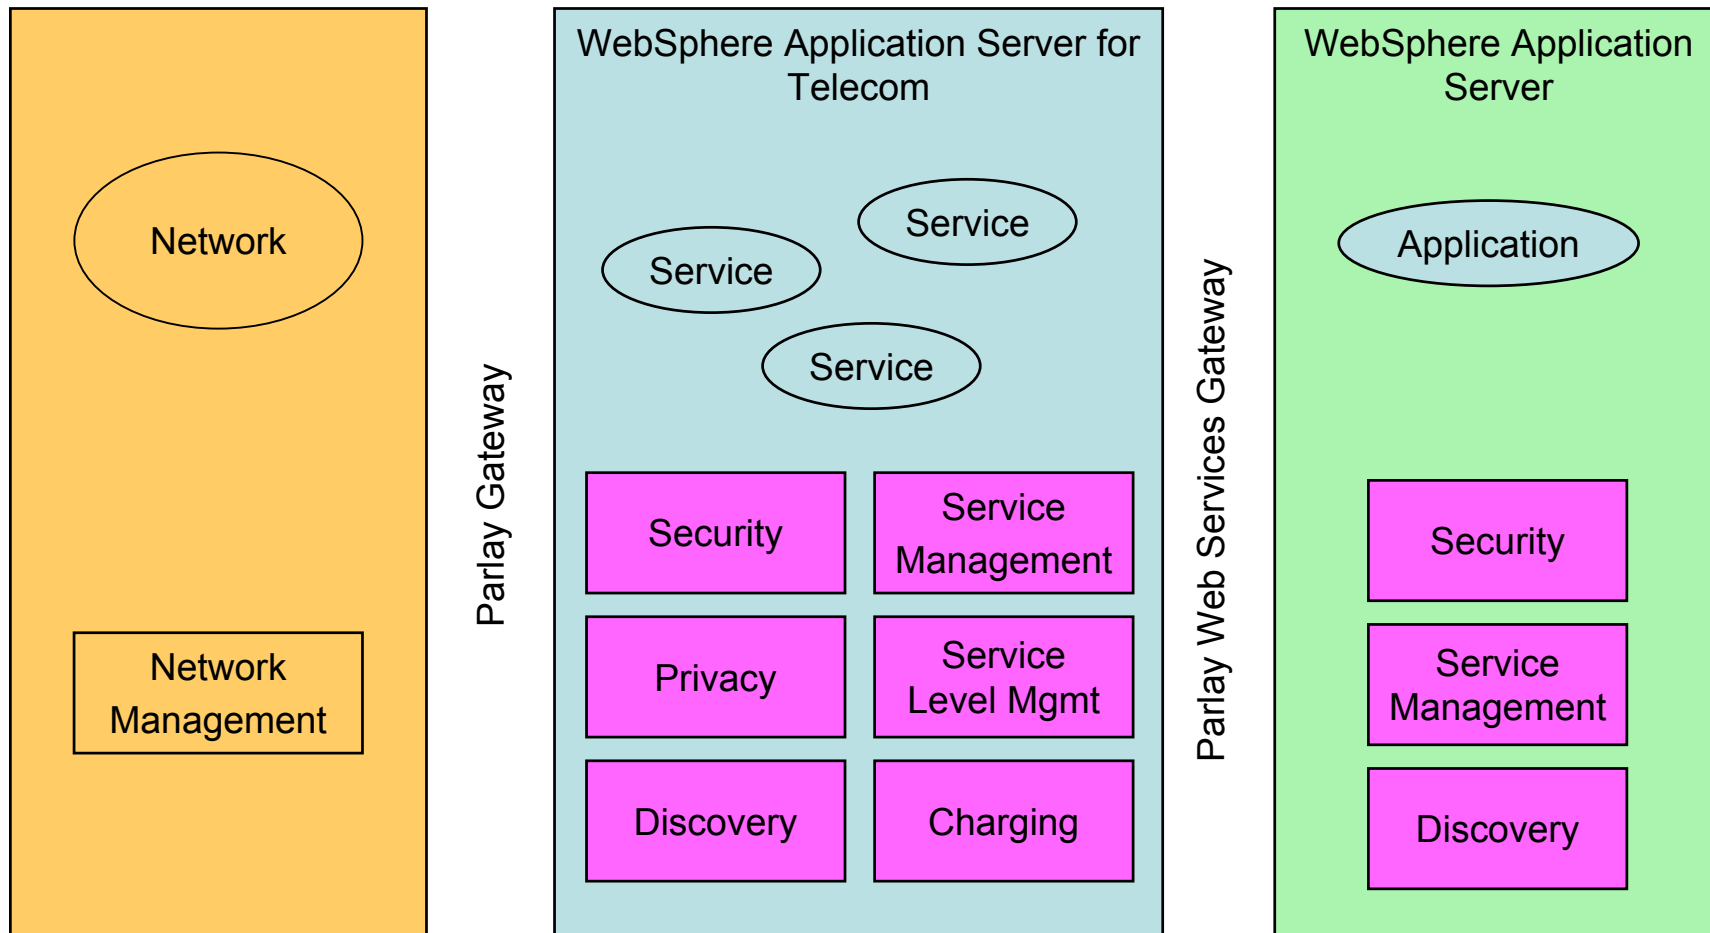 Network
Network
Management
Parlay Gateway
WebSphere Application Server for
Telecom
Service
Service
Service
Security
Service
Management
Privacy
Service
Level Mgmt
Discovery
Charging
Parlay Web Services Gateway
WebSphere Application
Server
Application
Security
Service
Management
Discovery